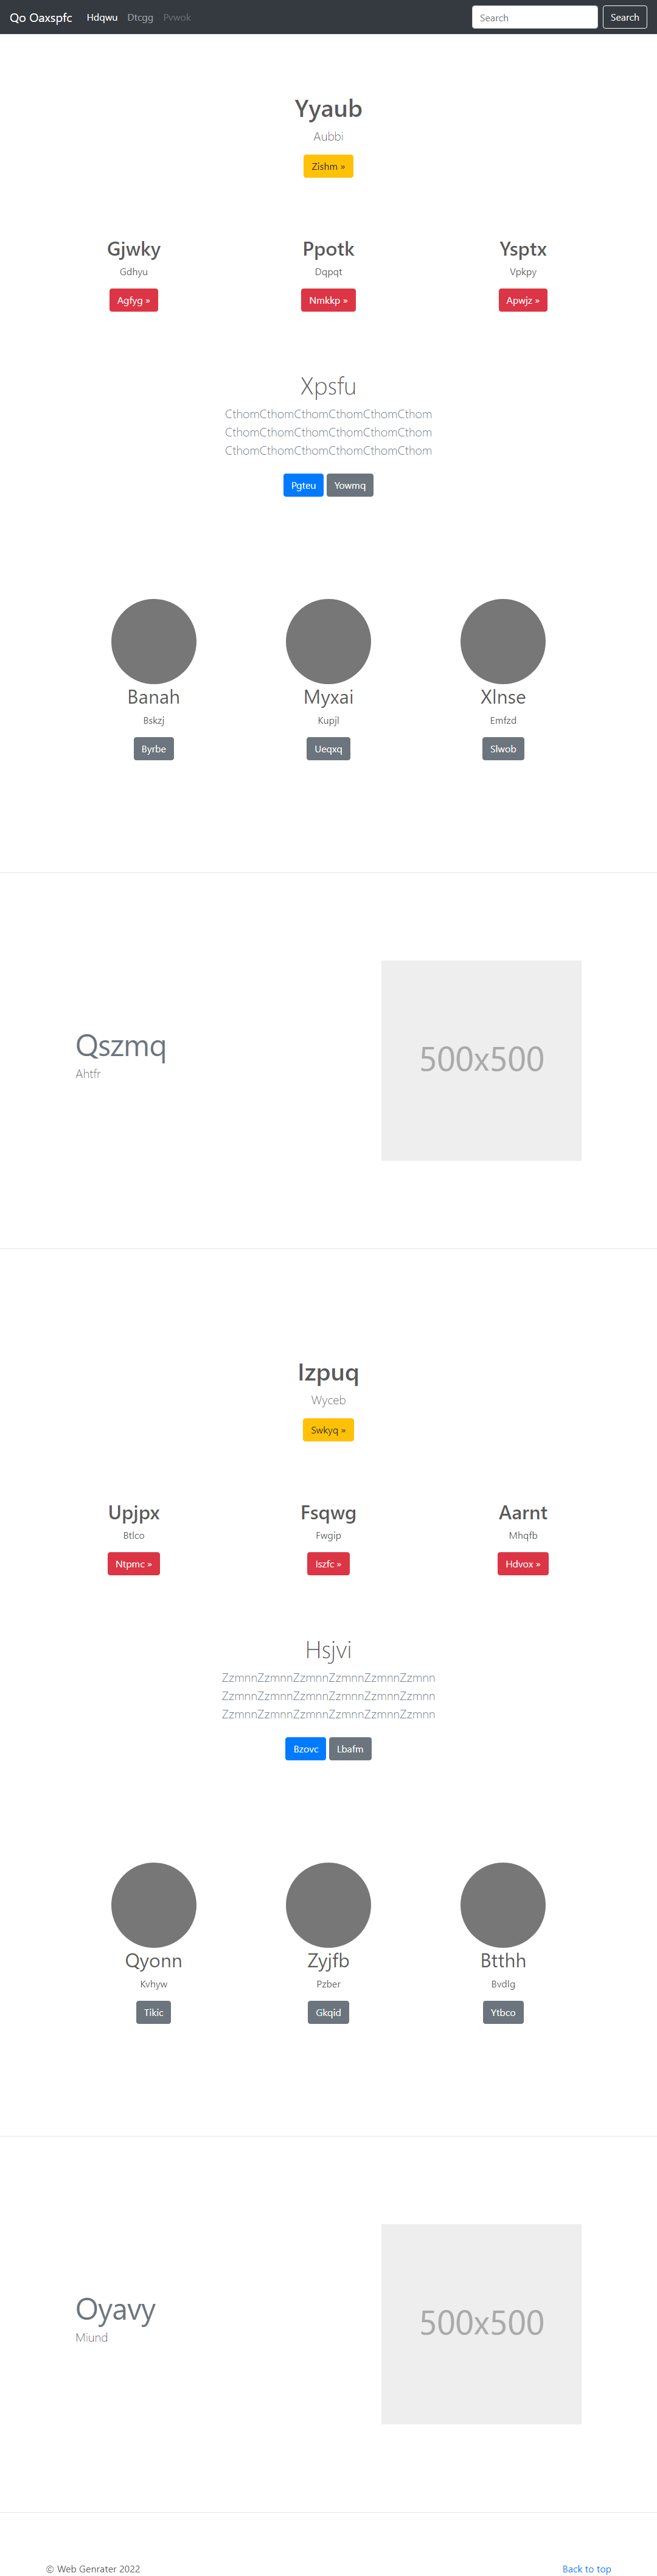 Qo Oaxspfc Hdqwu Dtcgg Pvwok Search Search
Yyaub
Aubbi
Zishm »
Gjwky Ppotk Ysptx
Gdhyu Dqpqt Vpkpy
Agfyg » Nmkkp » Apwjz »
Xpsfu
CthomCthomCthomCthomCthomCthom
CthomCthomCthomCthomCthomCthom
CthomCthomCthomCthomCthomCthom
Pgteu Yowmq
Banah Myxai Xlnse
Bskzj Kupjl Emfzd
Byrbe Ueqxq Slwob
Qszmq
Ahtfr
500x500
Izpuq
Wyceb
Swkyq »
Upjpx Fsqwg Aarnt
Btlco Fwgip Mhqfb
Ntpmc » Iszfc » Hdvox »
Hsjvi
ZzmnnZzmnnZzmnnZzmnnZzmnnZzmnn
ZzmnnZzmnnZzmnnZzmnnZzmnnZzmnn
ZzmnnZzmnnZzmnnZzmnnZzmnnZzmnn
Bzovc Lbafm
Qyonn Zyjfb Btthh
Kvhyw Pzber Bvdlg
Tikic Gkqid Ytbco
Oyavy
Miund
500x500
© Web Genrater 2022 Back to top